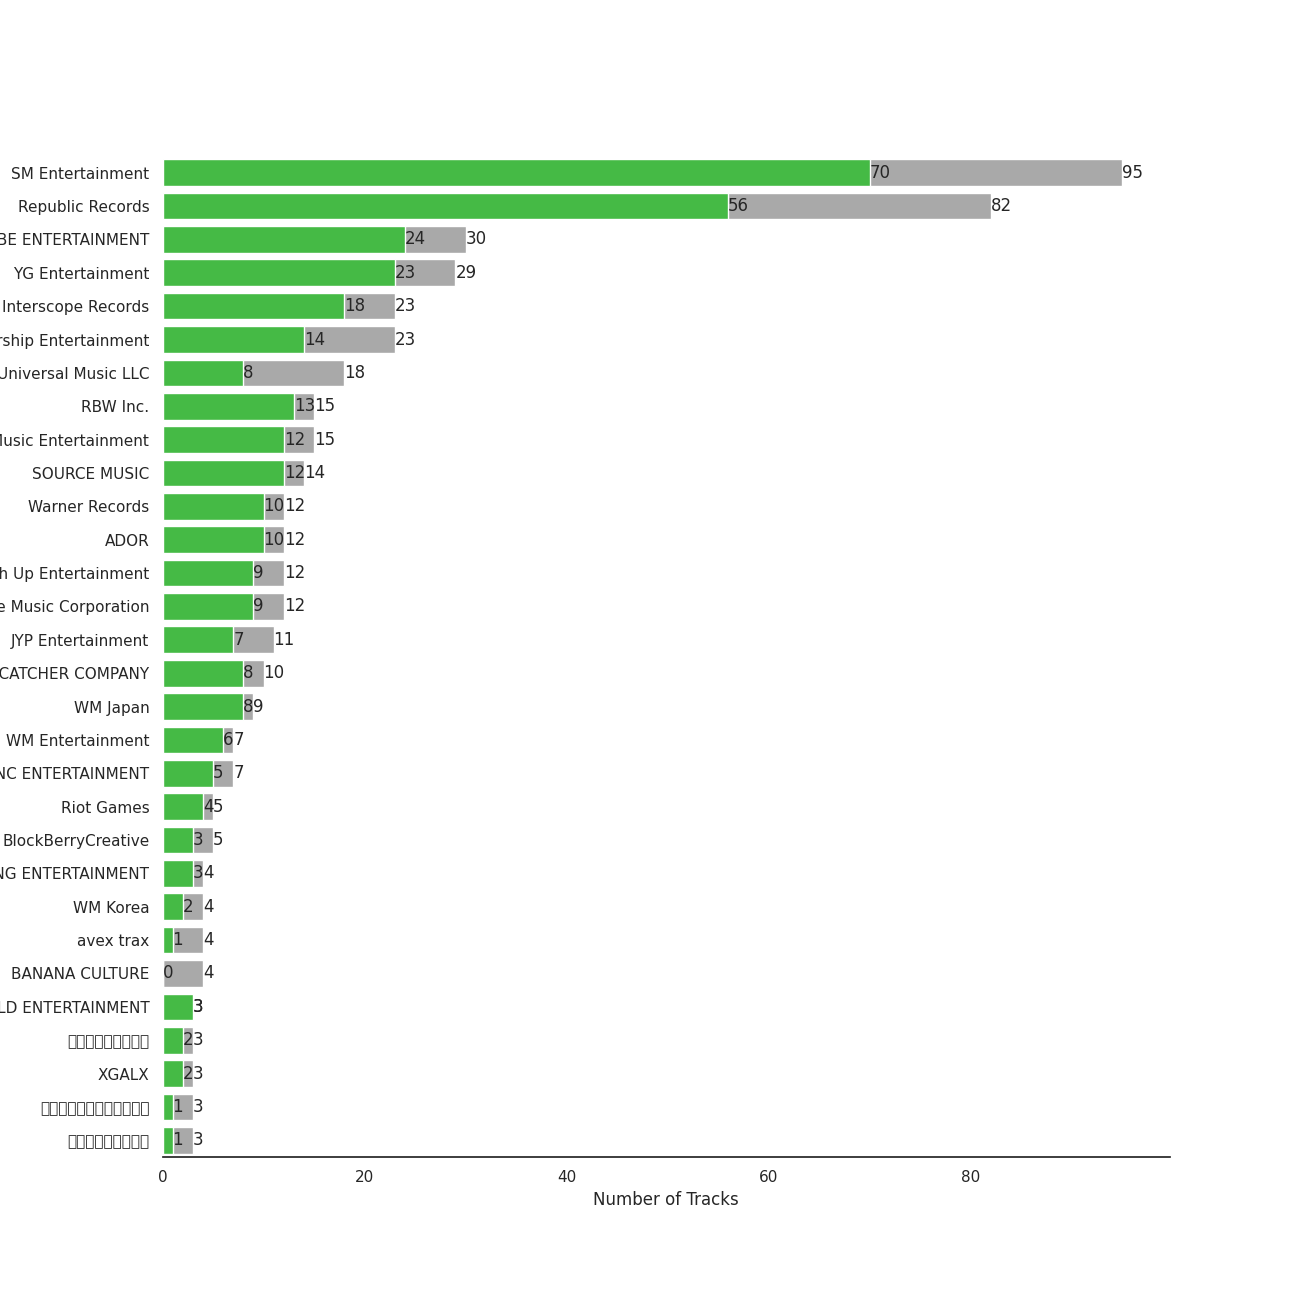 SM Entertainment 70 95
Republic Records 56 82
BE ENTERTAINMENT 24 30
YG Entertainment 23 29
Interscope Records 18 23
rship Entertainment 14 23
Universal Music LLC 8 18
RBW Inc. 13 15
Music Entertainment 12 15
SOURCE MUSIC 12 14
Warner Records 10 12
ADOR 10 12
h Up Entertainment 9 12
e Music Corporation 9 12
JYP Entertainment 7 11
CATCHER COMPANY 8 10
WM Japan 8 9
WM Entertainment 6 7
NC ENTERTAINMENT 5 7
Riot Games 4 5
BlockBerryCreative 3 5
NG ENTERTAINMENT 3 4
WM Korea 2 4
avex trax 1 4
BANANA CULTURE 0 4
LD ENTERTAINMENT 3 3
2 3
XGALX 2 3
1 3
1 3
0 20 40 60 80
Number of Tracks